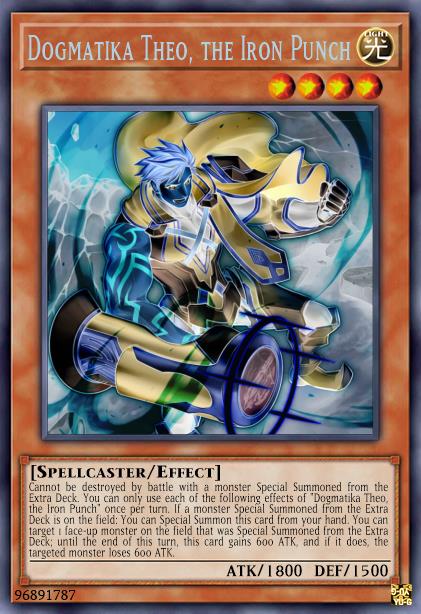 DOGMATIKA THEO, THE IRON PUNCH
LIGHT
光
[SPELLCASTER/EFFECT]
Cannot be destroyed by battle with a monster Special Summoned from the
Extra Deck. You can only use each of the following effects of "Dogmatika Theo,
the Iron Punch" once per turn. If a monster Special Summoned from the Extra
Deck is on the field: You can Special Summon this card from your hand. You can
target 1 face-up monster on the field that was Special Summoned from the Extra
Deck; until the end of this turn, this card gains 600 ATK, and if it does, the
targeted monster loses 600 ATK.
ATK/1800 DEF/1500
96891787